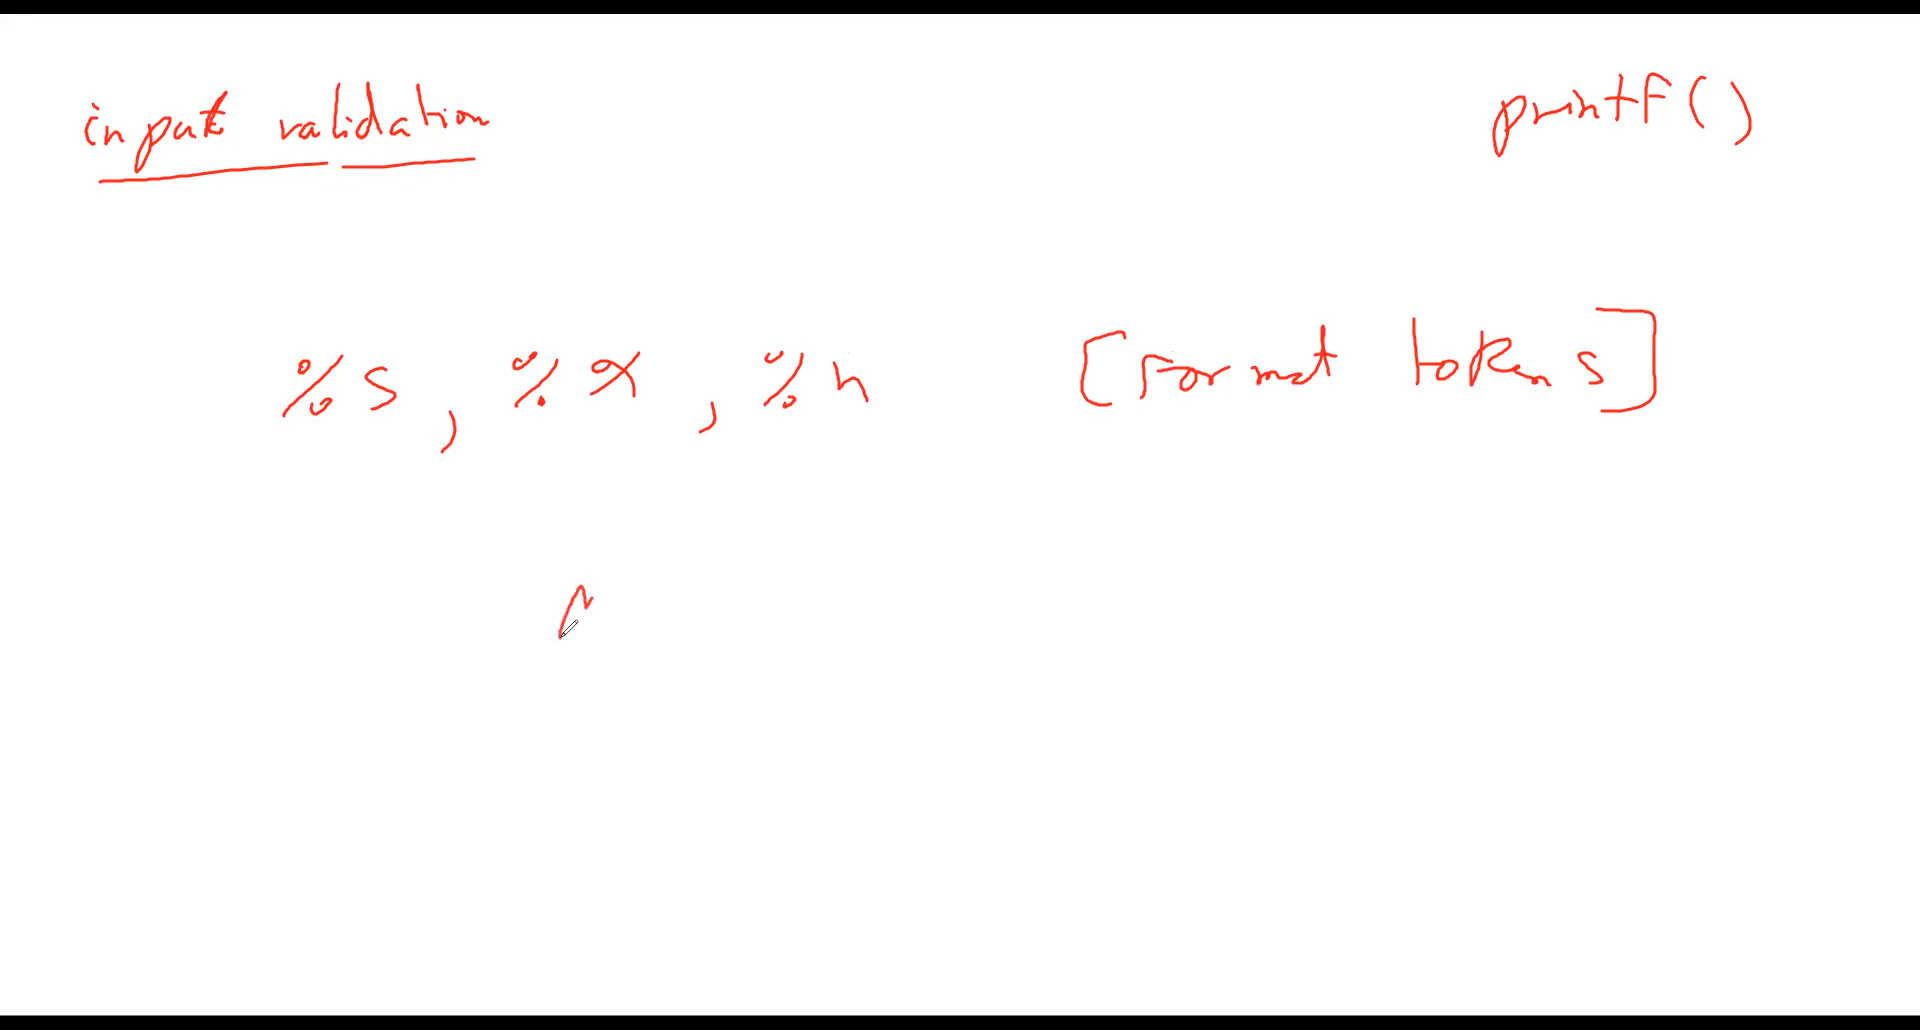 input validation
printf()
%s, %x, %n [Format tokens]